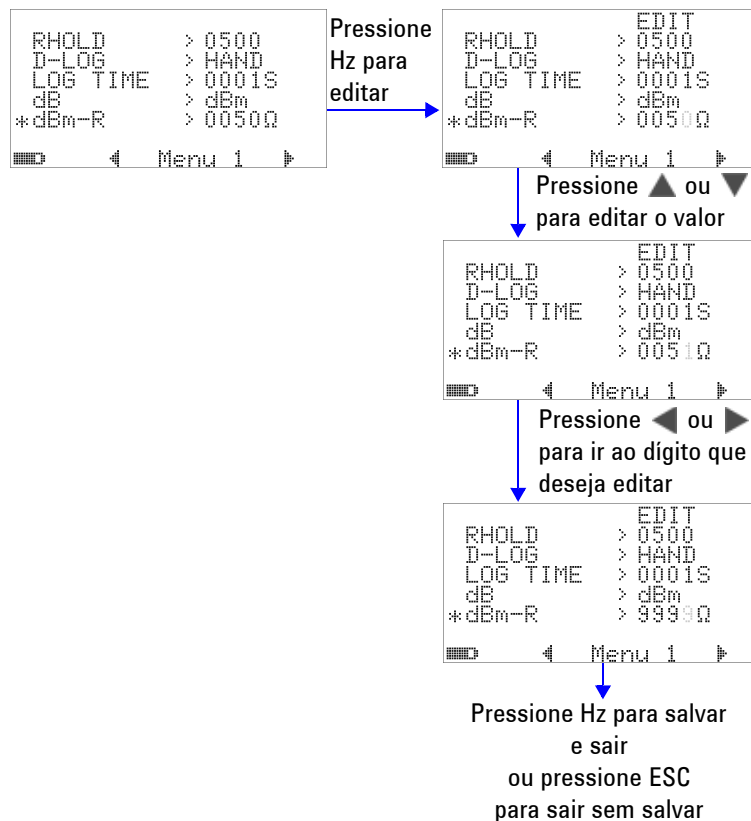 RHOLD > 0500
D-LOG > HAND
LOG TIME > 0001S
dB > dBm
*dBm-R > 0050Ω
Menu 1
Pressione
Hz para
editar
EDIT
RHOLD > 0500
D-LOG > HAND
LOG TIME > 0001S
dB > dBm
*dBm-R > 0050Ω
Menu 1
Pressione ▲ ou ▼
para editar o valor
EDIT
RHOLD > 0500
D-LOG > HAND
LOG TIME > 0001S
dB > dBm
*dBm-R > 0051Ω
Menu 1
Pressione ◀ ou ▶
para ir ao dígito que
deseja editar
EDIT
RHOLD > 0500
D-LOG > HAND
LOG TIME > 0001S
dB > dBm
*dBm-R > 9999Ω
Menu 1
Pressione Hz para salvar
e sair
ou pressione ESC
para sair sem salvar